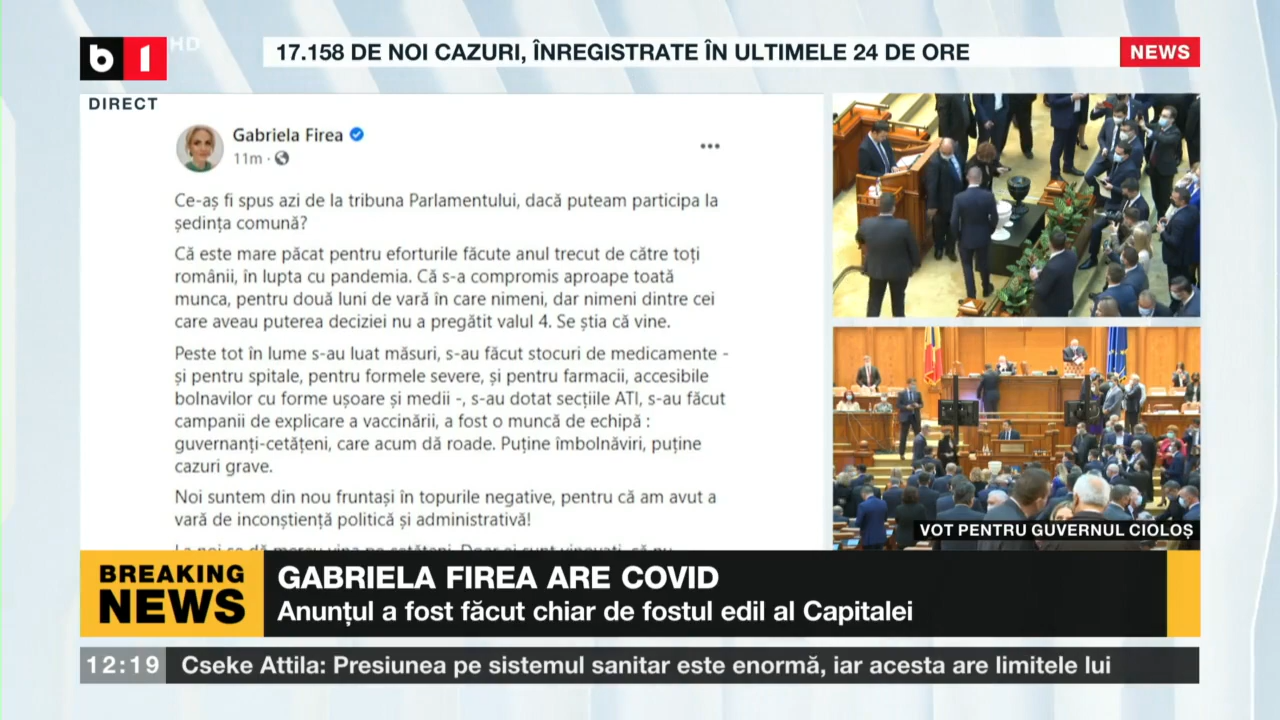 b 1 HD
17.158 DE NOI CAZURI, ÎNREGISTRATE ÎN ULTIMELE 24 DE ORE
NEWS
DIRECT
Gabriela Firea
11m ·
Ce-aș fi spus azi de la tribuna Parlamentului, dacă puteam participa la
ședința comună?
Că este mare păcat pentru eforturile făcute anul trecut de către toți
românii, în lupta cu pandemia. Că s-a compromis aproape toată
munca, pentru două luni de vară în care nimeni, dar nimeni dintre cei
care aveau puterea deciziei nu a pregătit valul 4. Se știa că vine.
Peste tot în lume s-au luat măsuri, s-au făcut stocuri de medicamente -
și pentru spitale, pentru formele severe, și pentru farmacii, accesibile
bolnavilor cu forme ușoare și medii -, s-au dotat secțiile ATI, s-au făcut
campanii de explicare a vaccinării, a fost o muncă de echipă :
guvernanți-cetățeni, care acum dă roade. Puține îmbolnăviri, puține
cazuri grave.
Noi suntem din nou fruntași în topurile negative, pentru că am avut a
vară de inconștiență politică și administrativă!
VOT PENTRU GUVERNUL CIOLOȘ
BREAKING
NEWS
GABRIELA FIREA ARE COVID
Anunțul a fost făcut chiar de fostul edil al Capitalei
12:19 Cseke Attila: Presiunea pe sistemul sanitar este enormă, iar acesta are limitele lui